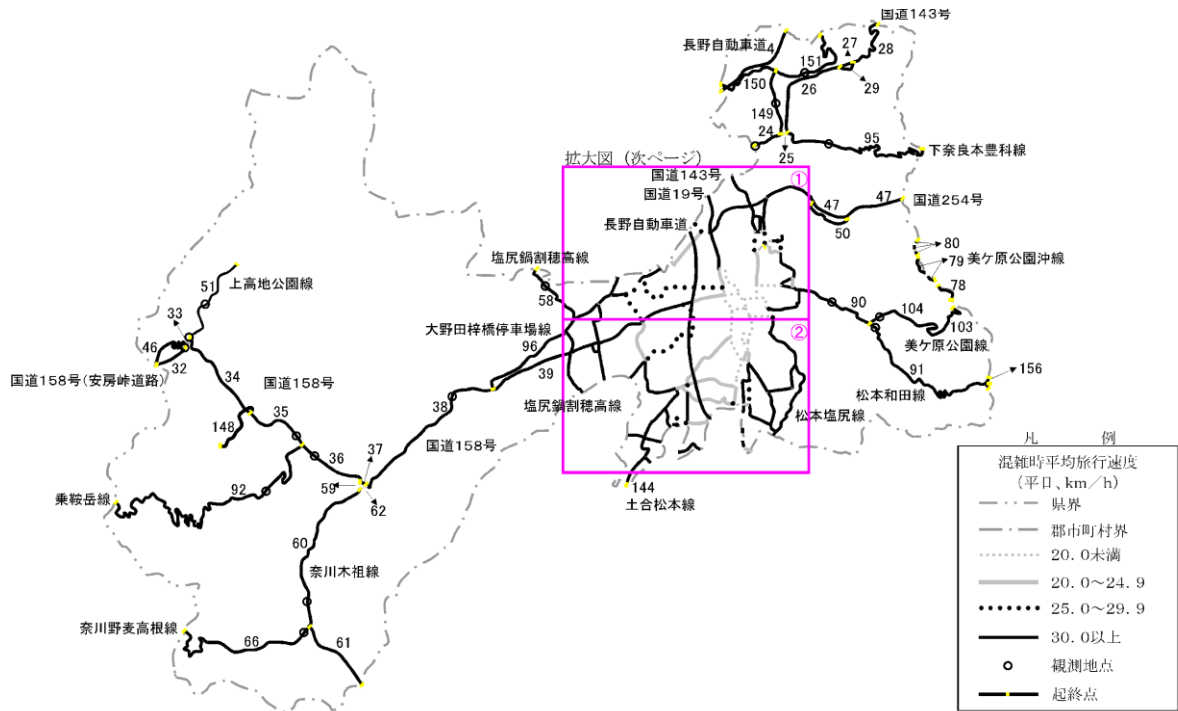 国道143号
長野自動車道
4
27
28
151
150
26
29
149
24
25
95
下奈良本豊科線
拡大図 (次ページ)
国道143号
①
国道19号
47
47
国道254号
長野自動車道
50
80
79
美ケ原公園沖線
塩尻鍋割穂高線
78
上高地公園線
51
58
90
104
103
33
大野田梓橋停車場線
②
美ケ原公園線
46
32
96
国道158号(安房峠道路)
34
国道158号
39
91
156
松本和田線
35
38
塩尻鍋割穂高線
松本塩尻線
148
国道158号
36
37
92
59
62
乗鞍岳線
144
土合松本線
60
奈川木祖線
奈川野麦高根線
66
61
凡 例
混雑時平均旅行速度
(平日、km/h)
県界
郡市町村界
20.0未満
20.0~24.9
25.0~29.9
30.0以上
観測地点
起終点